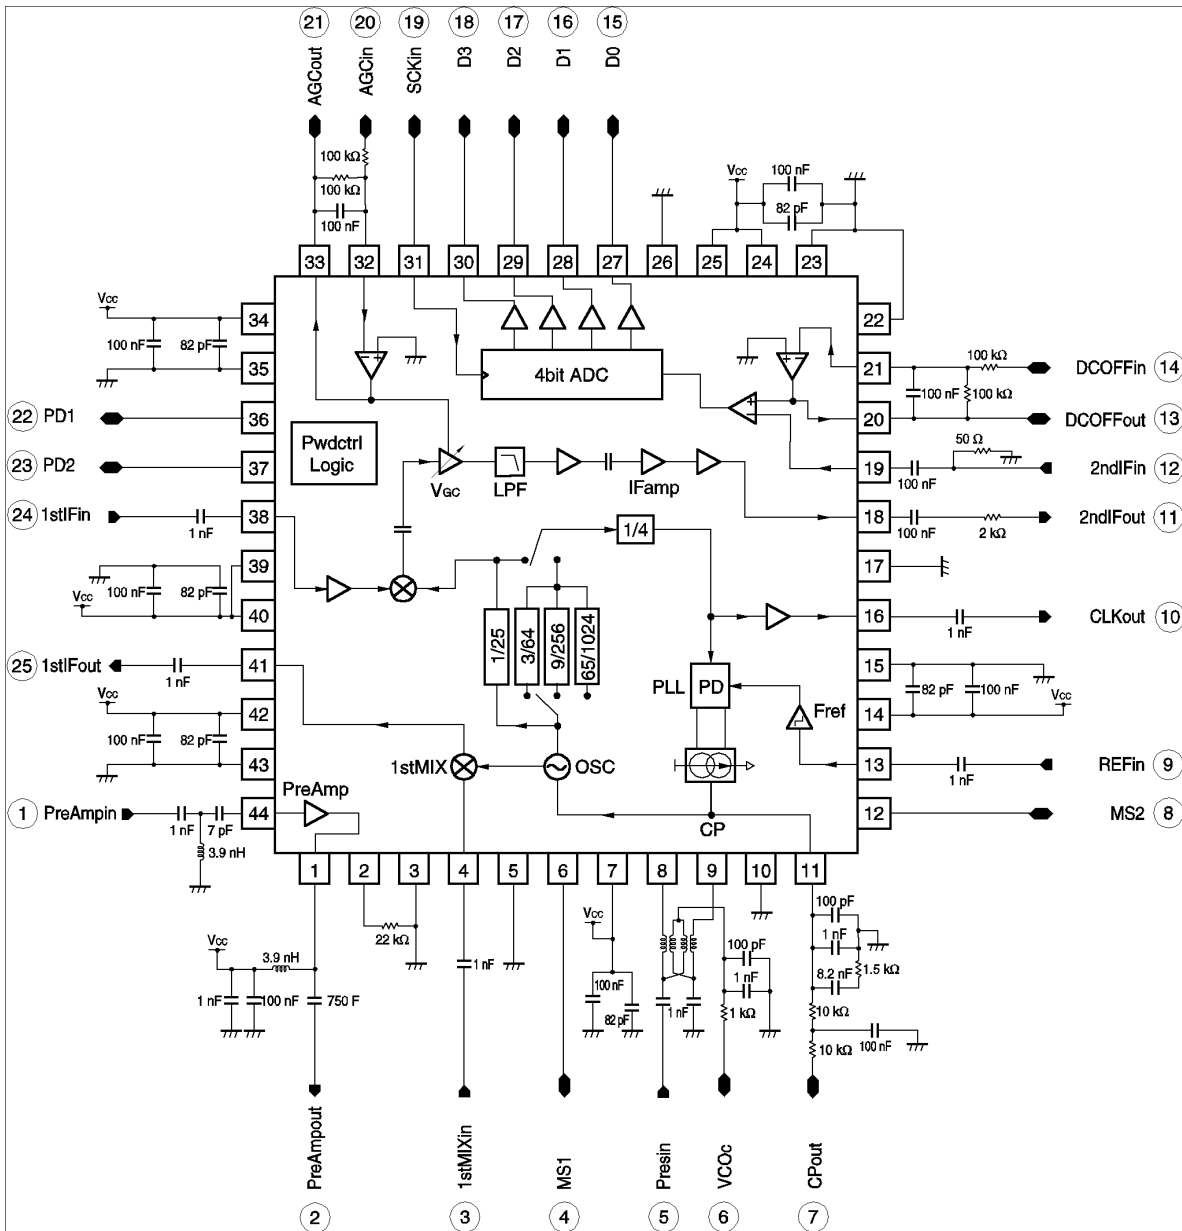 21 20 19 18 17 16 15
AGCout AGCin SCKin D3 D2 D1 D0
100 kΩ
100 kΩ
100 nF
Vcc 100 nF
82 pF
33 32 31 30 29 28 27 26 25 24 23
Vcc 34 22
100 nF 82 pF
35 4bit ADC 21 100 kΩ DCOFFin 14
100 nF 100 kΩ
22 PD1 36 20 DCOFFout 13
Pwdctrl
Logic
50 Ω
23 PD2 37 19 2ndIFin 12
100 nF
VGC LPF IFamp
24 1stIFin 38 18 2ndIFout 11
1 nF 100 nF 2 kΩ
1/4
39 17
100 nF 82 pF
Vcc 40 16 CLKout 10
1 nF
1/25 3/64 9/256 65/1024
25 1stIFout 41 15
1 nF
PLL PD 82 pF 100 nF
Vcc 42 Fref 14 Vcc
100 nF 82 pF
43 1stMIX OSC 13 REFin 9
1 nF
PreAmp
1 PreAmpin 44 12 MS2 8
1 nF 7 pF CP
3.9 nH
1 2 3 4 5 6 7 8 9 10 11
22 kΩ
Vcc 3.9 nH
1 nF 100 nF 750 F
1 nF
Vcc
100 nF
82 pF
1 nF
100 pF
1 nF
1 kΩ
100 pF
1 nF
8.2 nF 1.5 kΩ
10 kΩ
100 nF
10 kΩ
PreAmpout 1stMIXin MS1 Presin VCOc CPout
2 3 4 5 6 7